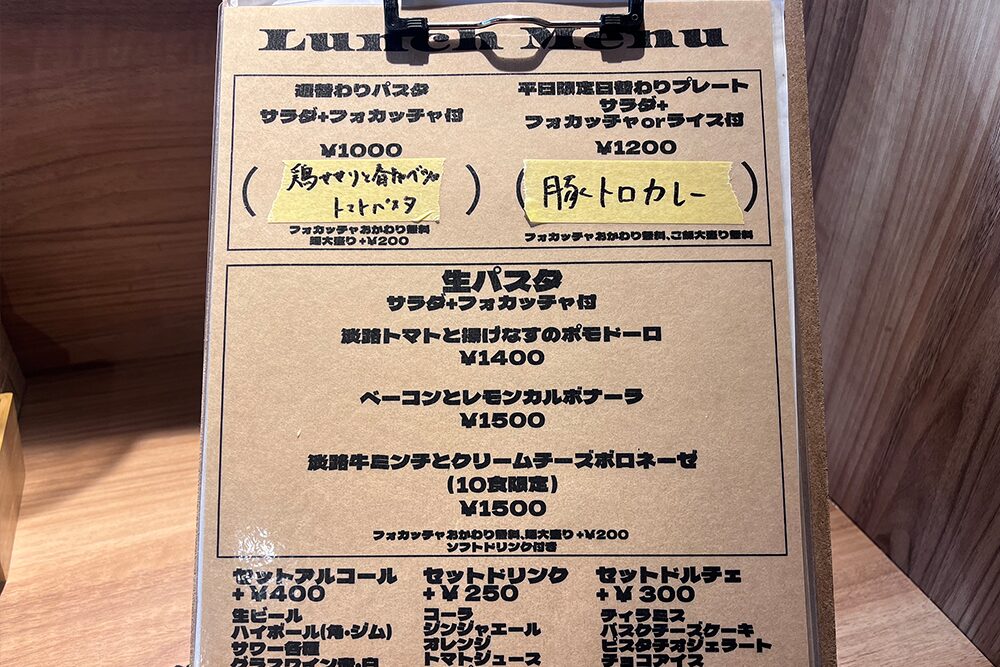 Lunch Menu
週替わりパスタ
サラダ+フォカッチャ付
¥1000
鶏せせりと春キャベツの
トマトパスタ
フォカッチャおかわり無料
麺大盛り+¥200
平日限定日替わりプレート
サラダ+
フォカッチャorライス付
¥1200
豚トロカレー
フォカッチャおかわり無料、ご飯大盛り無料
生パスタ
サラダ+フォカッチャ付
淡路トマトと揚げなすのポモドーロ
¥1400
ベーコンとレモンカルボナーラ
¥1500
淡路牛ミンチとクリームチーズボロネーゼ
(10食限定)
¥1500
フォカッチャおかわり無料、麺大盛り+¥200
ソフトドリンク付き
セットアルコール
+¥400
生ビール
ハイボール(角・ジム)
サワー各種
グラスワイン赤・白
セットドリンク
+¥250
コーラ
ジンジャエール
オレンジ
トマトジュース
セットドルチェ
+¥300
ティラミス
バスクチーズケーキ
ピスタチオジェラート
チョコアイス